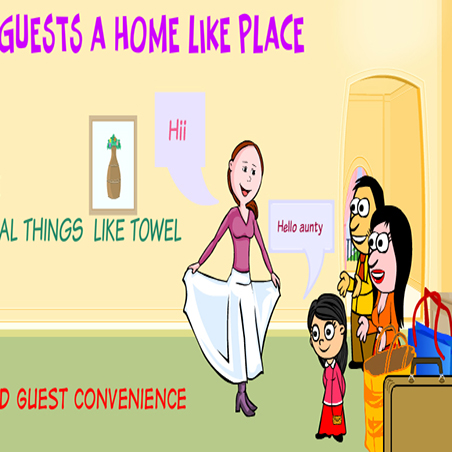 GUESTS A HOME LIKE PLACE
Hii
Hello aunty
AL THINGS LIKE TOWEL
D GUEST CONVENIENCE